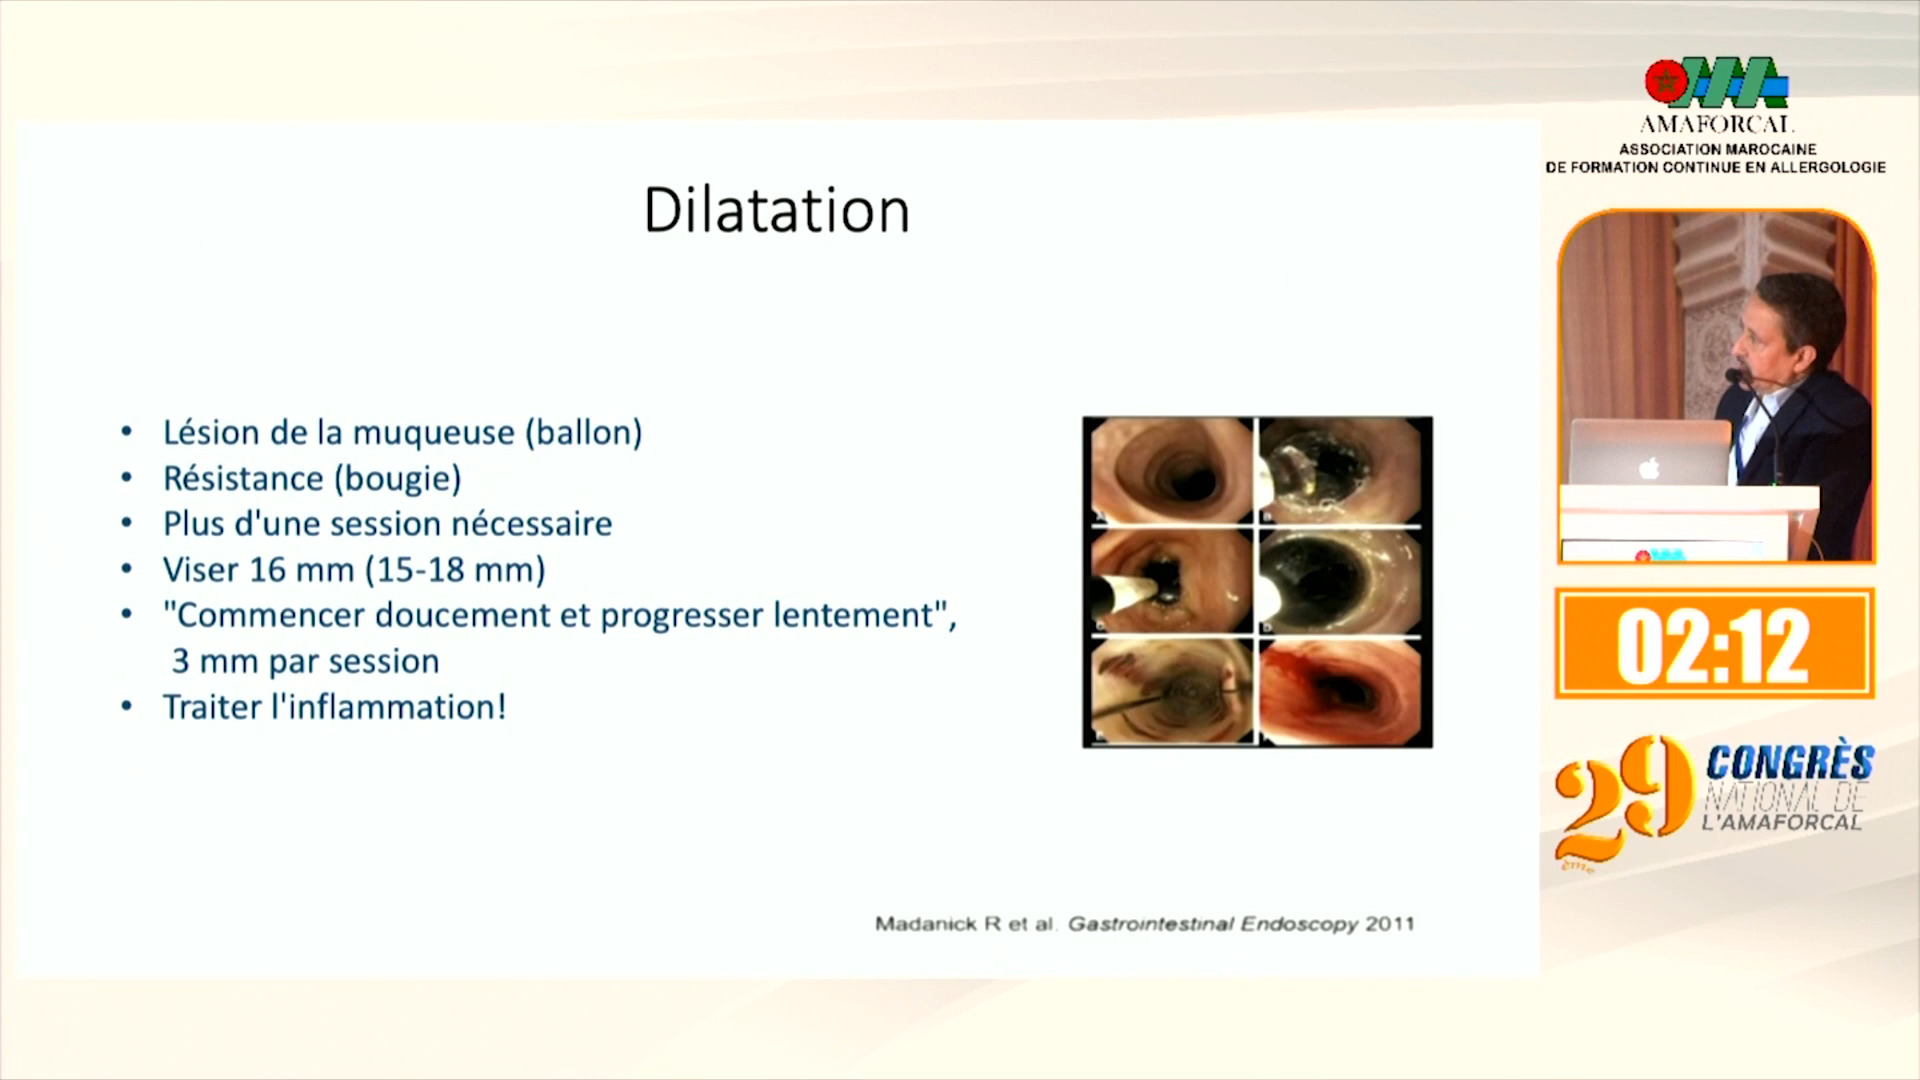 AMAFORCAL
ASSOCIATION MAROCAINE
DE FORMATION CONTINUE EN ALLERGOLOGIE
Dilatation
• Lésion de la muqueuse (ballon)
• Résistance (bougie)
• Plus d'une session nécessaire
• Viser 16 mm (15-18 mm)
• "Commencer doucement et progresser lentement",
3 mm par session
• Traiter l'inflammation!
Madanick R et al. Gastrointestinal Endoscopy 2011
02:12
29ème CONGRÈS
NATIONAL DE
L'AMAFORCAL